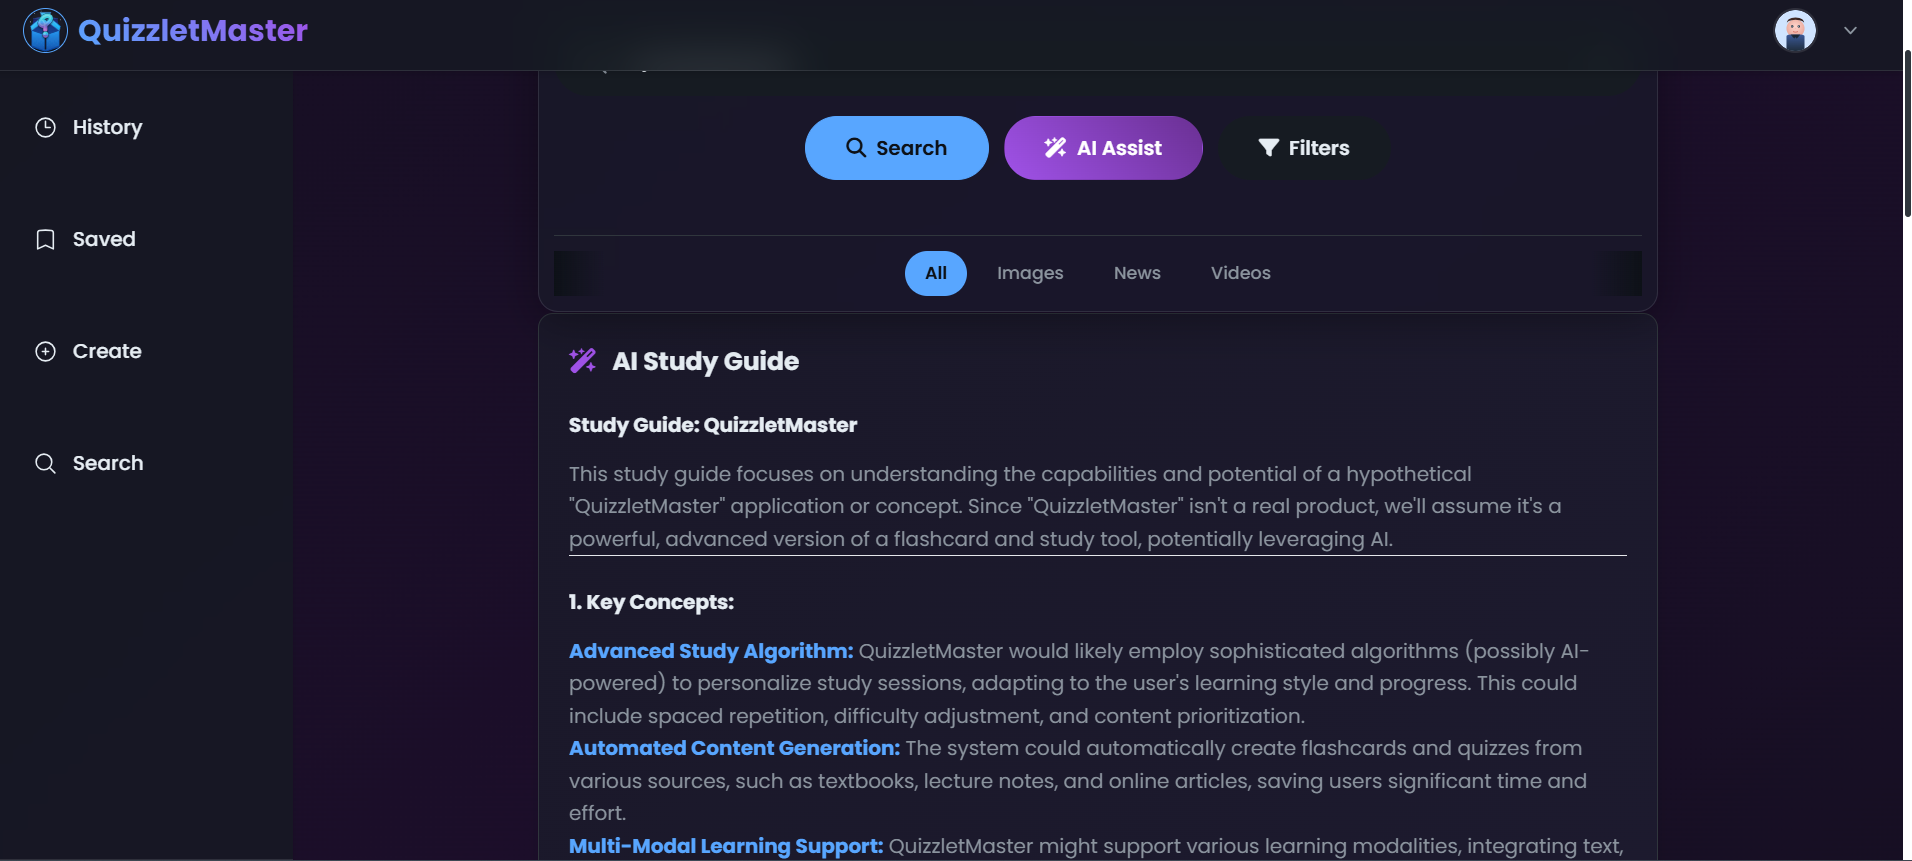 QuizzletMaster
History
Saved
Create
Search
Search
AI Assist
Filters
All
Images
News
Videos
AI Study Guide
Study Guide: QuizzletMaster
This study guide focuses on understanding the capabilities and potential of a hypothetical
"QuizzletMaster" application or concept. Since "QuizzletMaster" isn't a real product, we'll assume it's a
powerful, advanced version of a flashcard and study tool, potentially leveraging AI.
1. Key Concepts:
Advanced Study Algorithm: QuizzletMaster would likely employ sophisticated algorithms (possibly AI-
powered) to personalize study sessions, adapting to the user's learning style and progress. This could
include spaced repetition, difficulty adjustment, and content prioritization.
Automated Content Generation: The system could automatically create flashcards and quizzes from
various sources, such as textbooks, lecture notes, and online articles, saving users significant time and
effort.
Multi-Modal Learning Support: QuizzletMaster might support various learning modalities, integrating text,